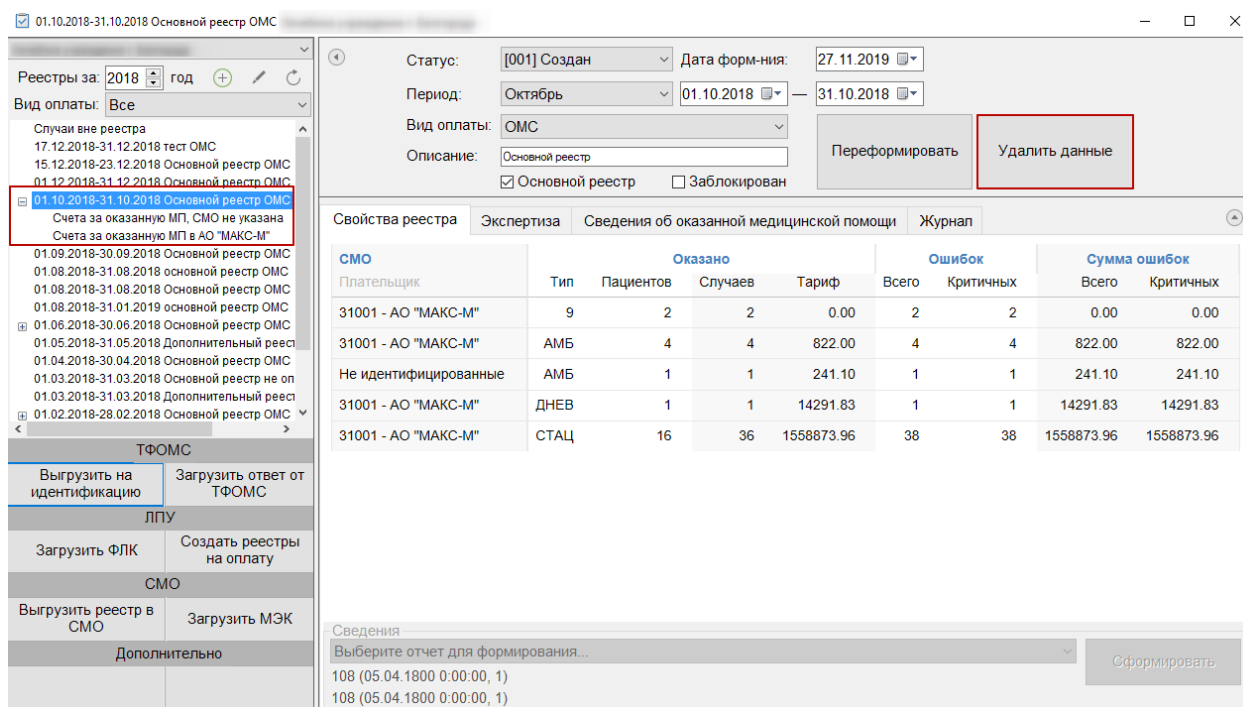 01.10.2018-31.10.2018 Основной реестр ОМС
Реестры за: 2018 год
Вид оплаты: Все
Случаи вне реестра
17.12.2018-31.12.2018 тест ОМС
15.12.2018-23.12.2018 Основной реестр ОМС
01.12.2018-31.12.2018 Основной реестр ОМС
01.10.2018-31.10.2018 Основной реестр ОМС
Счета за оказанную МП, СМО не указана
Счета за оказанную МП в АО "МАКС-М"
01.09.2018-30.09.2018 Основной реестр ОМС
01.08.2018-31.08.2018 основной реестр ОМС
01.08.2018-31.08.2018 Основной реестр ОМС
01.08.2018-31.01.2019 основной реестр ОМС
01.06.2018-30.06.2018 Основной реестр ОМС
01.05.2018-31.05.2018 Дополнительный реест
01.04.2018-30.04.2018 Основной реестр ОМС
01.03.2018-31.03.2018 Основной реестр не оп
01.03.2018-31.03.2018 Дополнительный реест
01.02.2018-28.02.2018 Основной реестр ОМС
ТФОМС
Выгрузить на идентификацию
Загрузить ответ от ТФОМС
ЛПУ
Загрузить ФЛК
Создать реестры на оплату
СМО
Выгрузить реестр в СМО
Загрузить МЭК
Дополнительно
Статус: [001] Создан Дата форм-ния: 27.11.2019
Период: Октябрь 01.10.2018 — 31.10.2018
Вид оплаты: ОМС
Описание: Основной реестр
Основной реестр Заблокирован
Переформировать Удалить данные
Свойства реестра Экспертиза Сведения об оказанной медицинской помощи Журнал
СМО Оказано Ошибок Сумма ошибок
Плательщик Тип Пациентов Случаев Тариф Всего Критичных Всего Критичных
31001 - АО "МАКС-М" 9 2 2 0.00 2 2 0.00 0.00
31001 - АО "МАКС-М" АМБ 4 4 822.00 4 4 822.00 822.00
Не идентифицированные АМБ 1 1 241.10 1 1 241.10 241.10
31001 - АО "МАКС-М" ДНЕВ 1 1 14291.83 1 1 14291.83 14291.83
31001 - АО "МАКС-М" СТАЦ 16 36 1558873.96 38 38 1558873.96 1558873.96
Сведения
Выберите отчет для формирования...
Сформировать
108 (05.04.1800 0:00:00, 1)
108 (05.04.1800 0:00:00, 1)